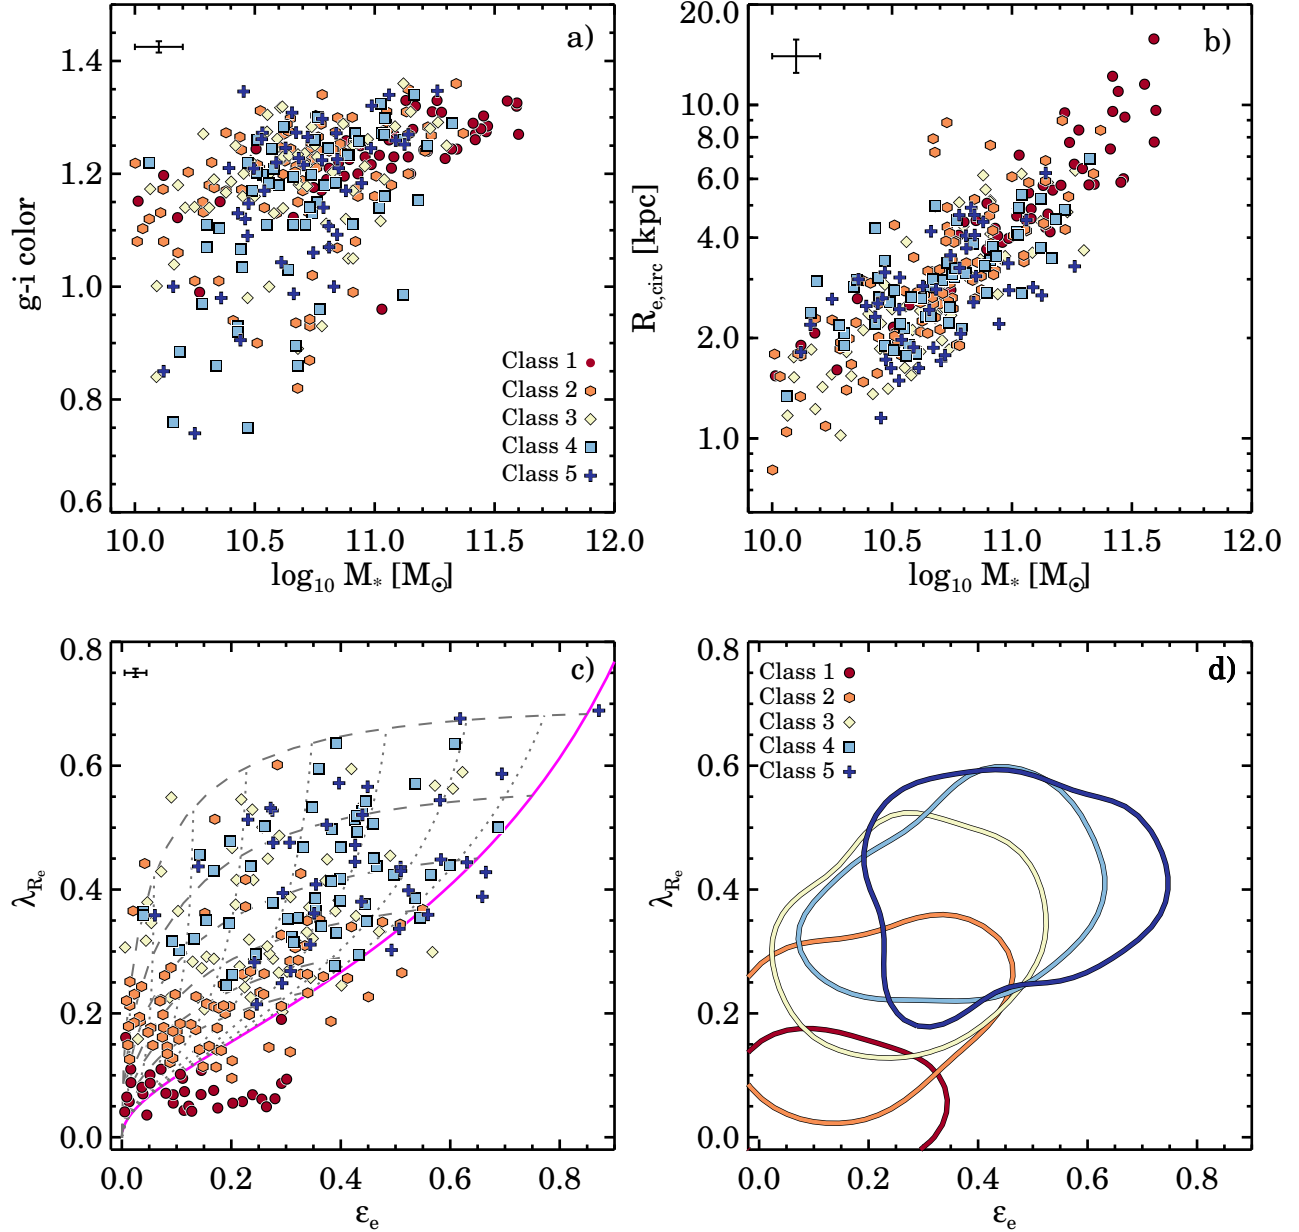 a)
1.4
1.2
1.0
0.8
0.6
g-i color
Class 1
Class 2
Class 3
Class 4
Class 5
10.0 10.5 11.0 11.5 12.0
log₁₀ M* [M⊙]
b)
20.0
10.0
8.0
6.0
4.0
2.0
1.0
Rₑ,circ [kpc]
10.0 10.5 11.0 11.5 12.0
log₁₀ M* [M⊙]
c)
0.8
0.6
0.4
0.2
0.0
λRₑ
0.0 0.2 0.4 0.6 0.8
εₑ
d)
Class 1
Class 2
Class 3
Class 4
Class 5
0.8
0.6
0.4
0.2
0.0
λRₑ
0.0 0.2 0.4 0.6 0.8
εₑ